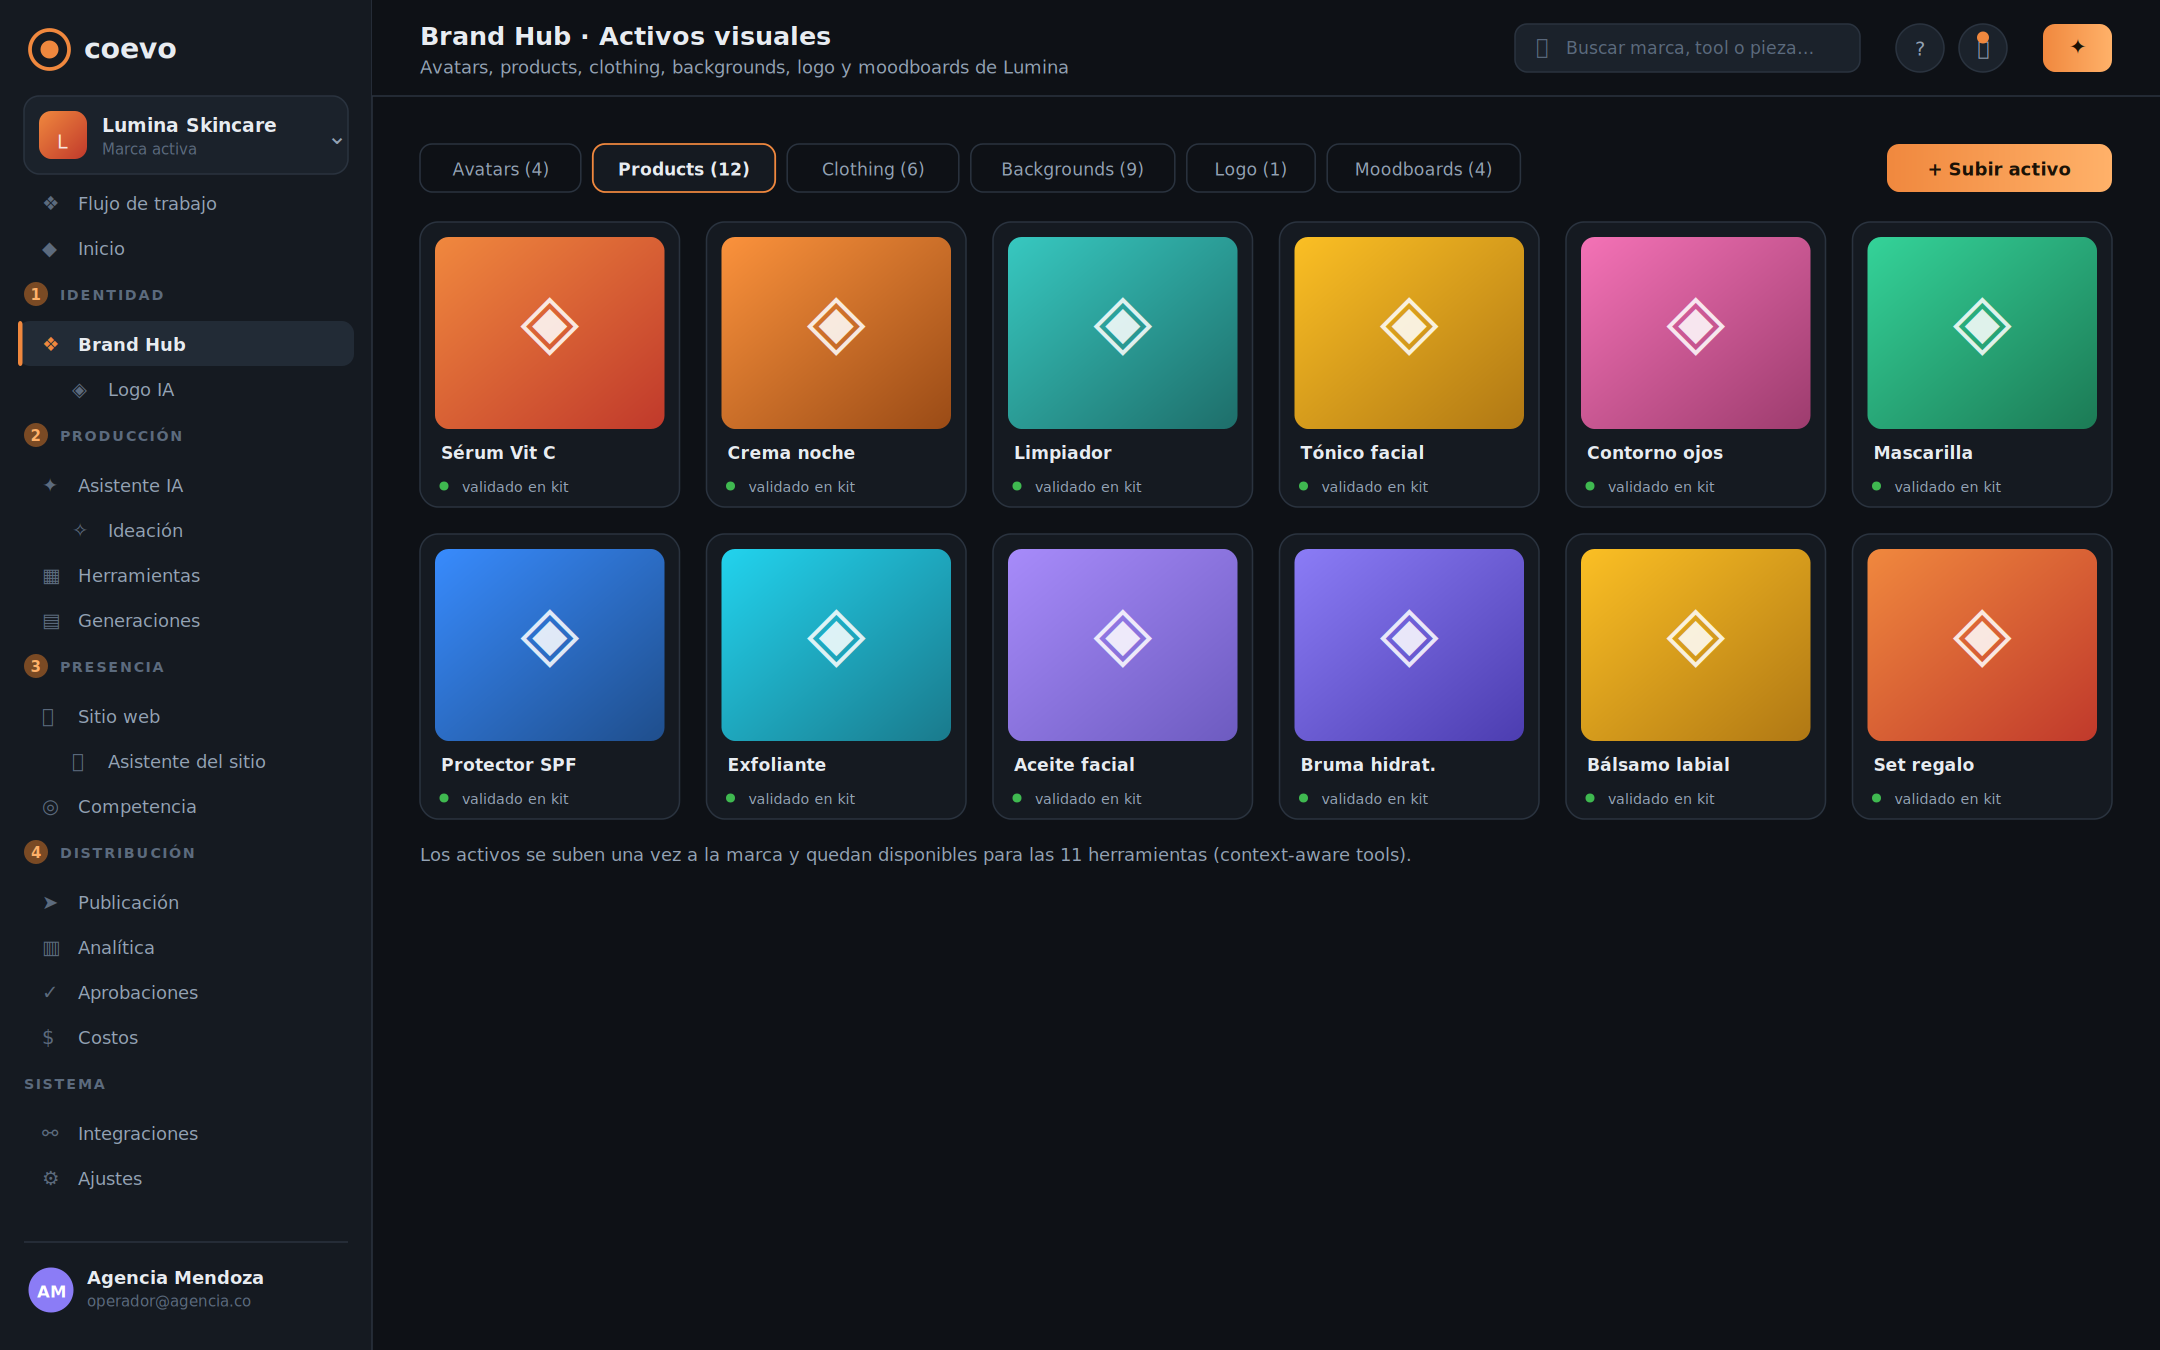 coevo
L
Lumina Skincare
Marca activa
Flujo de trabajo
Inicio
1 IDENTIDAD
Brand Hub
Logo IA
2 PRODUCCIÓN
Asistente IA
Ideación
Herramientas
Generaciones
3 PRESENCIA
Sitio web
Asistente del sitio
Competencia
4 DISTRIBUCIÓN
Publicación
Analítica
Aprobaciones
$ Costos
SISTEMA
Integraciones
Ajustes
AM
Agencia Mendoza
operador@agencia.co
Brand Hub · Activos visuales
Avatars, products, clothing, backgrounds, logo y moodboards de Lumina
Buscar marca, tool o pieza...
?
Avatars (4)
Products (12)
Clothing (6)
Backgrounds (9)
Logo (1)
Moodboards (4)
+ Subir activo
Sérum Vit C
validado en kit
Crema noche
validado en kit
Limpiador
validado en kit
Tónico facial
validado en kit
Contorno ojos
validado en kit
Mascarilla
validado en kit
Protector SPF
validado en kit
Exfoliante
validado en kit
Aceite facial
validado en kit
Bruma hidrat.
validado en kit
Bálsamo labial
validado en kit
Set regalo
validado en kit
Los activos se suben una vez a la marca y quedan disponibles para las 11 herramientas (context-aware tools).